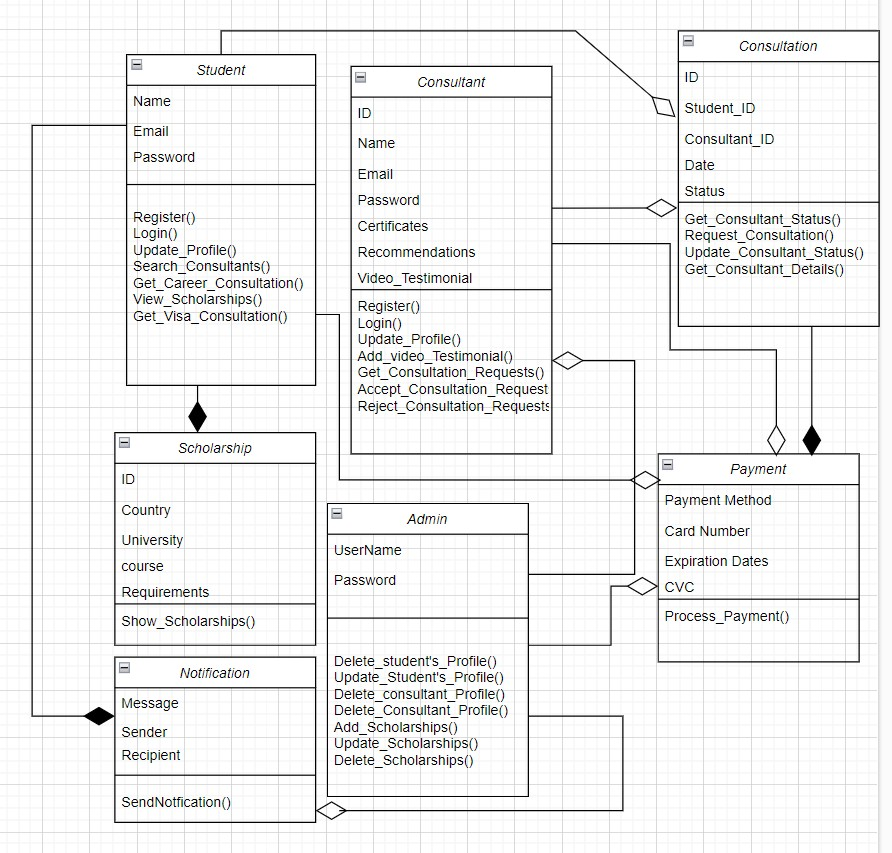 Student
Name
Email
Password
Register()
Login()
Update_Profile()
Search_Consultants()
Get_Career_Consultation()
View_Scholarships()
Get_Visa_Consultation()
Consultant
ID
Name
Email
Password
Certificates
Recommendations
Video_Testimonial
Register()
Login()
Update_Profile()
Add_video_Testimonial()
Get_Consultation_Requests()
Accept_Consultation_Request
Reject_Consultation_Requests
Consultation
ID
Student_ID
Consultant_ID
Date
Status
Get_Consultant_Status()
Request_Consultation()
Update_Consultant_Status()
Get_Consultant_Details()
Scholarship
ID
Country
University
course
Requirements
Show_Scholarships()
Admin
UserName
Password
Delete_student's_Profile()
Update_Student's_Profile()
Delete_consultant_Profile()
Delete_Consultant_Profile()
Add_Scholarships()
Update_Scholarships()
Delete_Scholarships()
Payment
Payment Method
Card Number
Expiration Dates
CVC
Process_Payment()
Notification
Message
Sender
Recipient
SendNotfication()